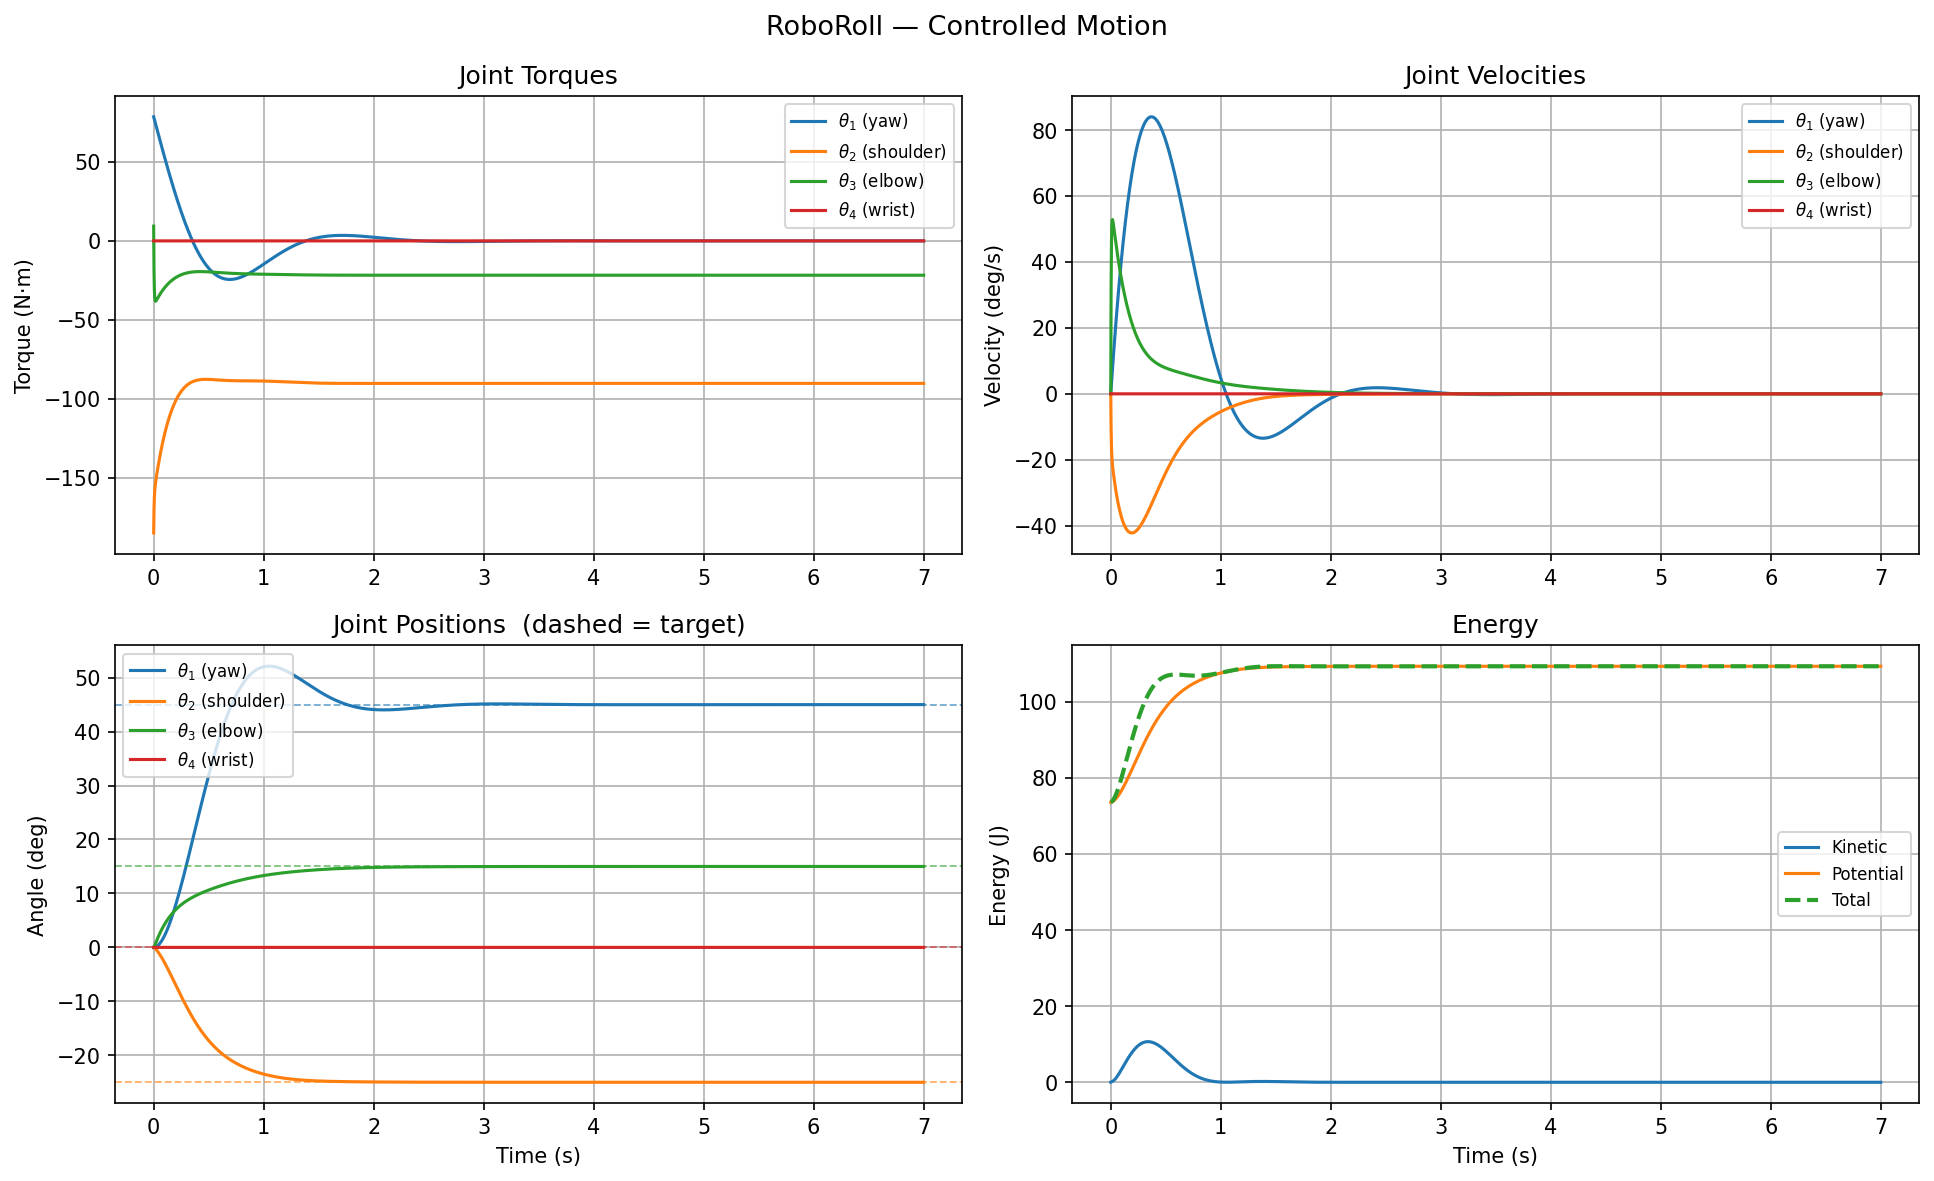 RoboRoll — Controlled Motion
Joint Torques
Torque (N·m)
50
0
−50
−100
−150
0 1 2 3 4 5 6 7
θ1 (yaw)
θ2 (shoulder)
θ3 (elbow)
θ4 (wrist)
Joint Velocities
Velocity (deg/s)
80
60
40
20
0
−20
−40
0 1 2 3 4 5 6 7
θ1 (yaw)
θ2 (shoulder)
θ3 (elbow)
θ4 (wrist)
Joint Positions (dashed = target)
Angle (deg)
50
40
30
20
10
0
−10
−20
0 1 2 3 4 5 6 7
Time (s)
θ1 (yaw)
θ2 (shoulder)
θ3 (elbow)
θ4 (wrist)
Energy
Energy (J)
100
80
60
40
20
0
0 1 2 3 4 5 6 7
Time (s)
Kinetic
Potential
Total